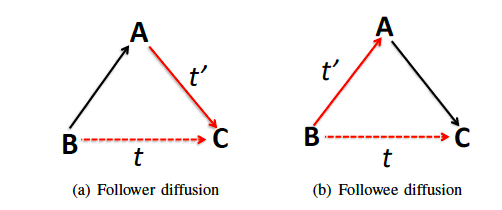 A A
t' t'
B C B C
t t
(a) Follower diffusion (b) Followee diffusion